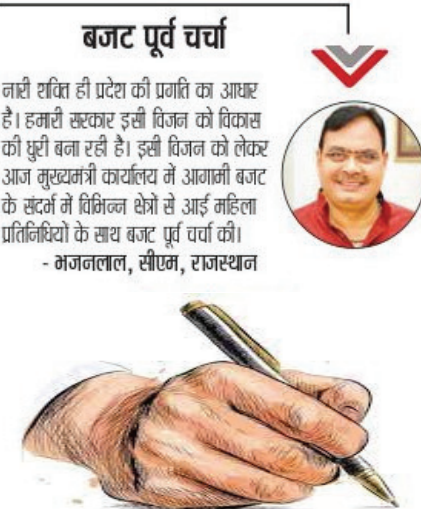 बजट पूर्व चर्चा
नारी शक्ति ही प्रदेश की प्रगति का आधार
है। हमारी सरकार इसी विजन को विकास
की धुरी बना रही है। इसी विजन को लेकर
आज मुख्यमंत्री कार्यालय में आगामी बजट
के संदर्भ में विभिन्न क्षेत्रों से आई महिला
प्रतिनिधियों के साथ बजट पूर्व चर्चा की।
- भजनलाल, सीएम, राजस्थान